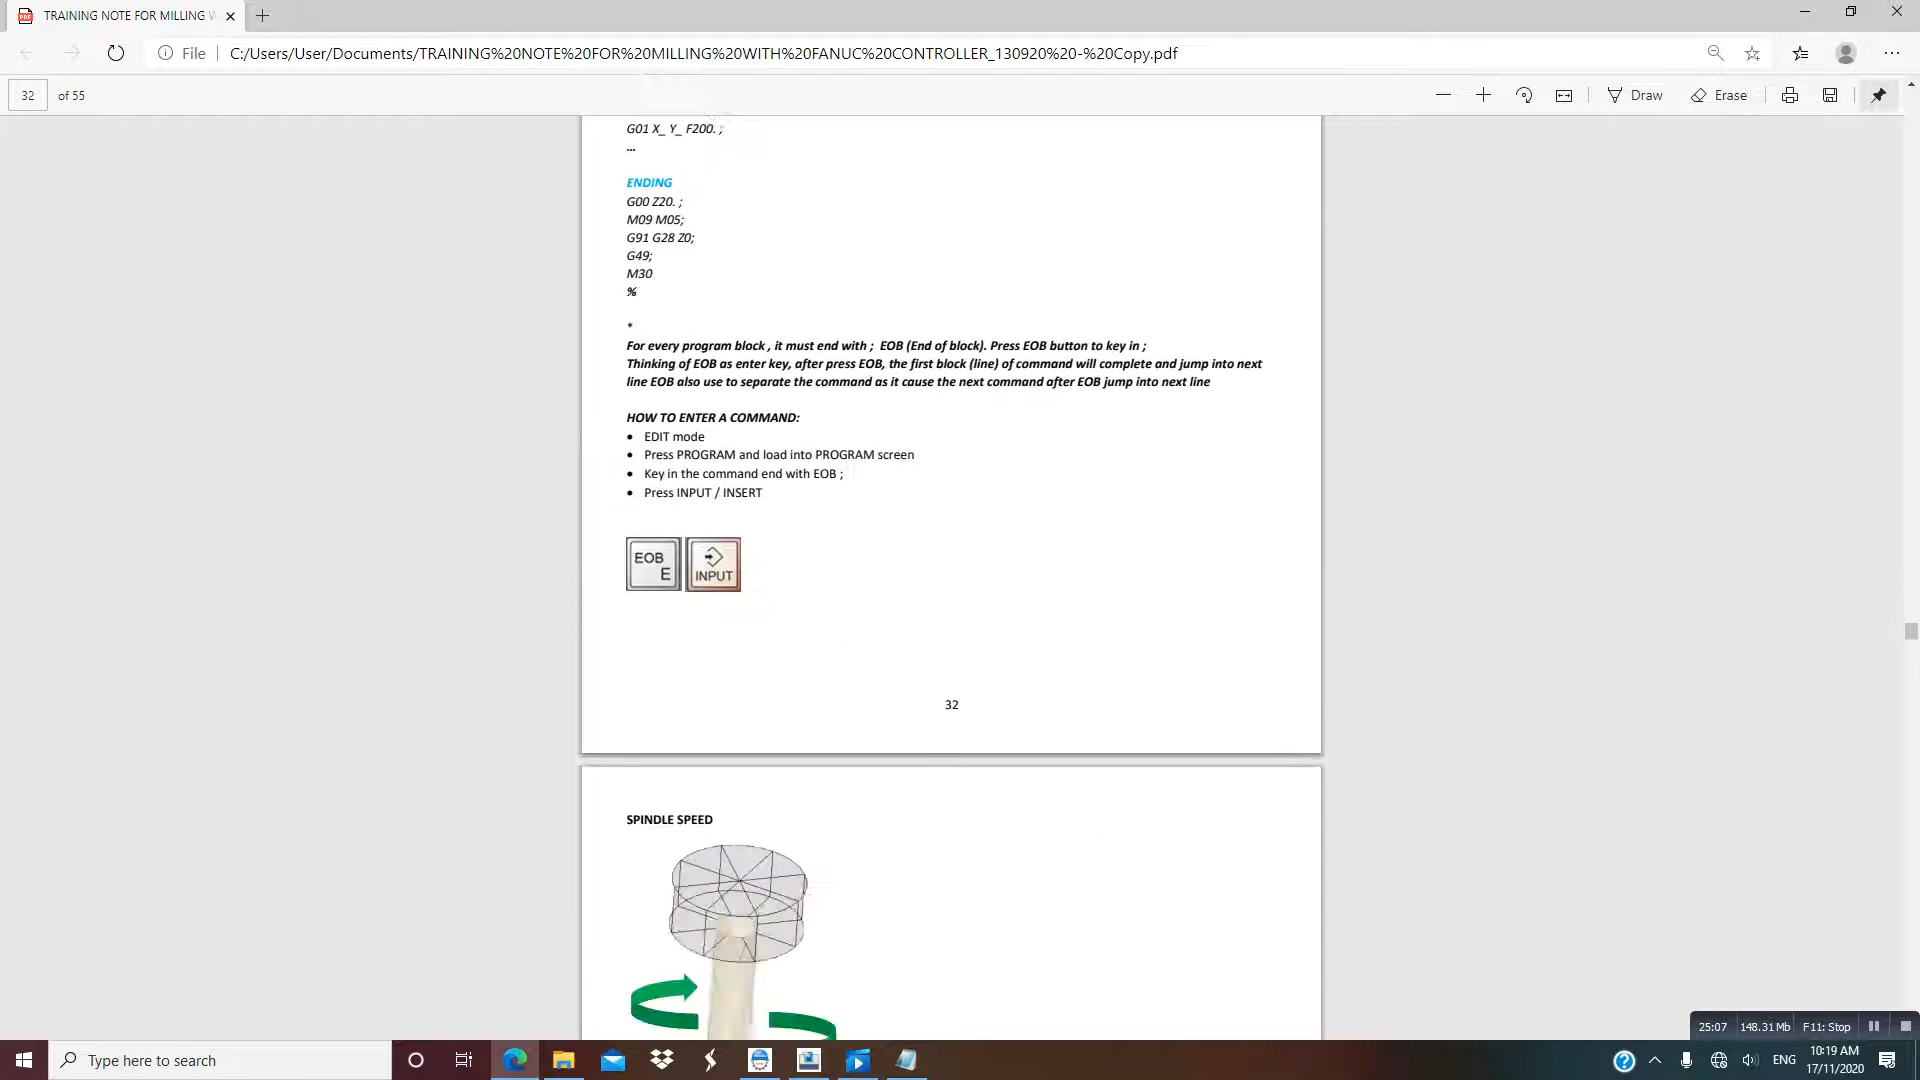 TRAINING NOTE FOR MILLING W
File C:/Users/User/Documents/TRAINING%20NOTE%20FOR%20MILLING%20WITH%20FANUC%20CONTROLLER_130920%20-%20Copy.pdf
32 of 55
Draw
Erase
G01 X_ Y_ F200. ;
...
ENDING
G00 Z20. ;
M09 M05;
G91 G28 Z0;
G49;
M30
%
*
For every program block , it must end with ; EOB (End of block). Press EOB button to key in ;
Thinking of EOB as enter key, after press EOB, the first block (line) of command will complete and jump into next
line EOB also use to separate the command as it cause the next command after EOB jump into next line
HOW TO ENTER A COMMAND:
• EDIT mode
• Press PROGRAM and load into PROGRAM screen
• Key in the command end with EOB ;
• Press INPUT / INSERT
EOB
E
INPUT
32
SPINDLE SPEED
25:07 148.31 Mb F11: Stop
Type here to search
ENG
10:19 AM
17/11/2020